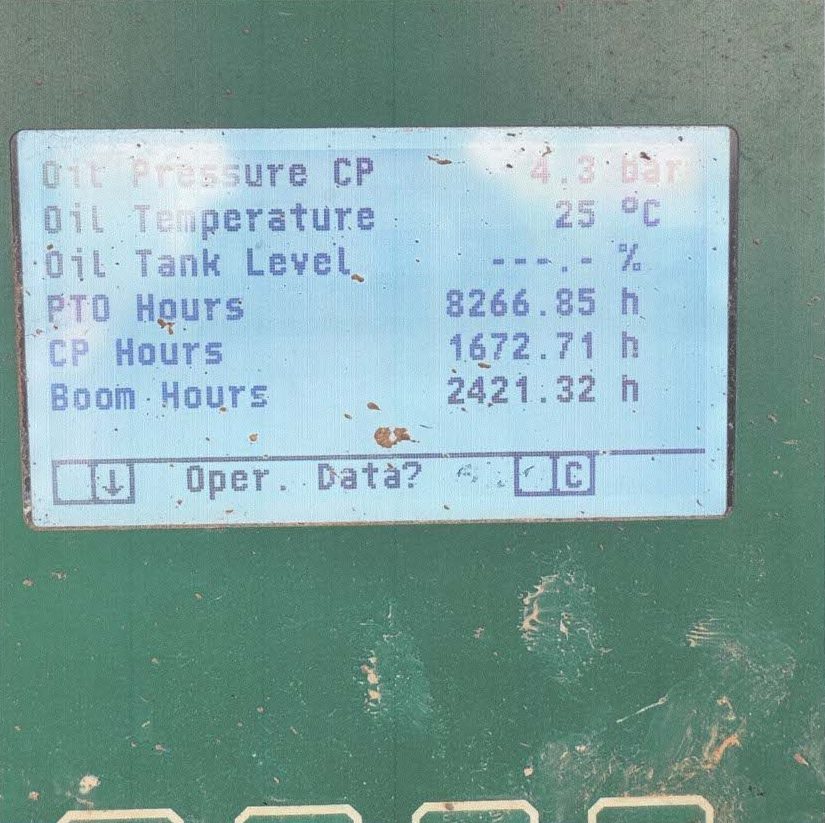 Oil Pressure CP 4.3 bar
Oil Temperature 25 °C
Oil Tank Level ---.- %
PTO Hours 8266.85 h
CP Hours 1672.71 h
Boom Hours 2421.32 h
↓ Oper. Data? C